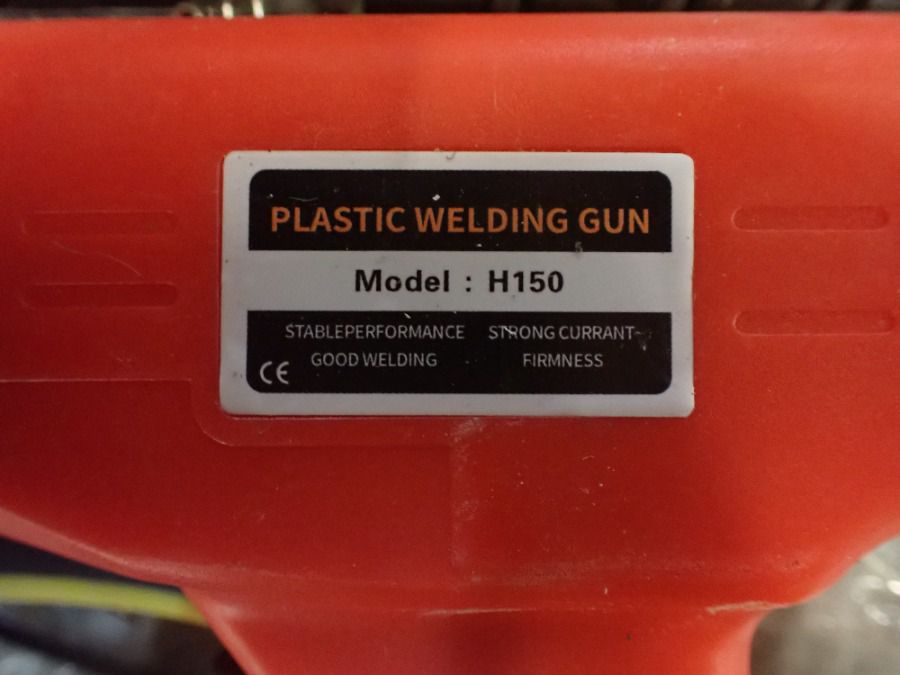 PLASTIC WELDING GUN
Model : H150
STABLEPERFORMANCE STRONG CURRANT
GOOD WELDING FIRMNESS
CE